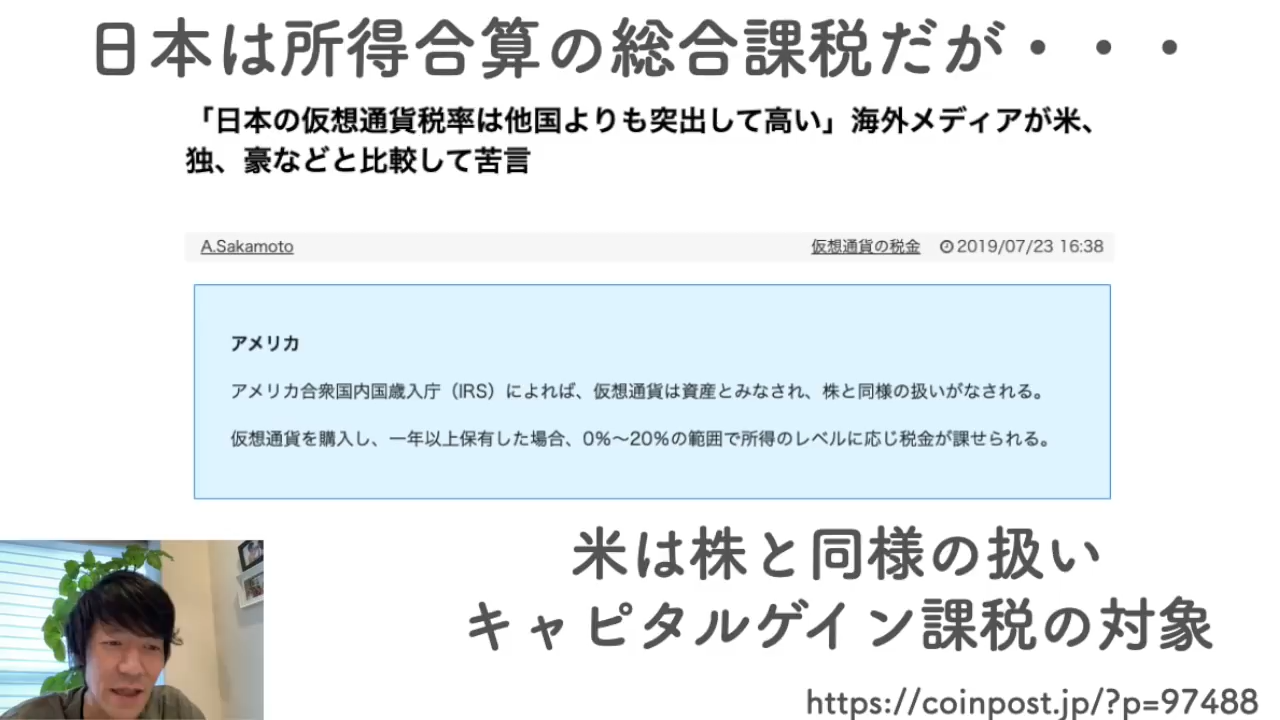 日本は所得合算の総合課税だが・・・
「日本の仮想通貨税率は他国よりも突出して高い」海外メディアが米、
独、豪などと比較して苦言
A.Sakamoto 仮想通貨の税金 2019/07/23 16:38
アメリカ
アメリカ合衆国内国歳入庁（IRS）によれば、仮想通貨は資産とみなされ、株と同様の扱いがなされる。
仮想通貨を購入し、一年以上保有した場合、0%〜20%の範囲で所得のレベルに応じ税金が課せられる。
米は株と同様の扱い
キャピタルゲイン課税の対象
https://coinpost.jp/?p=97488